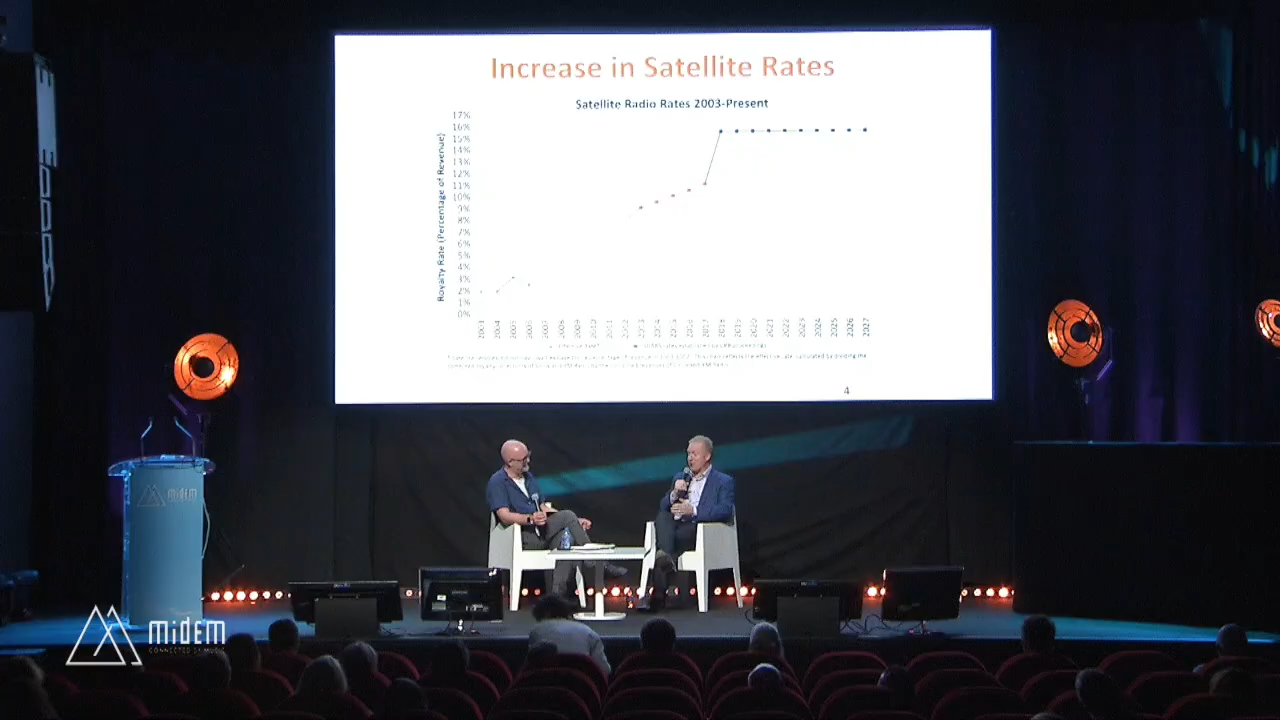 Increase in Satellite Rates
Satellite Radio Rates 2003-Present
Royalty Rate (Percentage of Revenue)
17%
16%
15%
14%
13%
12%
11%
10%
9%
8%
7%
6%
5%
4%
3%
2%
1%
0%
2003 2004 2005 2006 2007 2008 2009 2010 2011 2012 2013 2014 2015 2016 2017 2018 2019 2020 2021 2022 2023 2024 2025 2026 2027
4
midem
miDEM
CONNECTED BY MUSIC